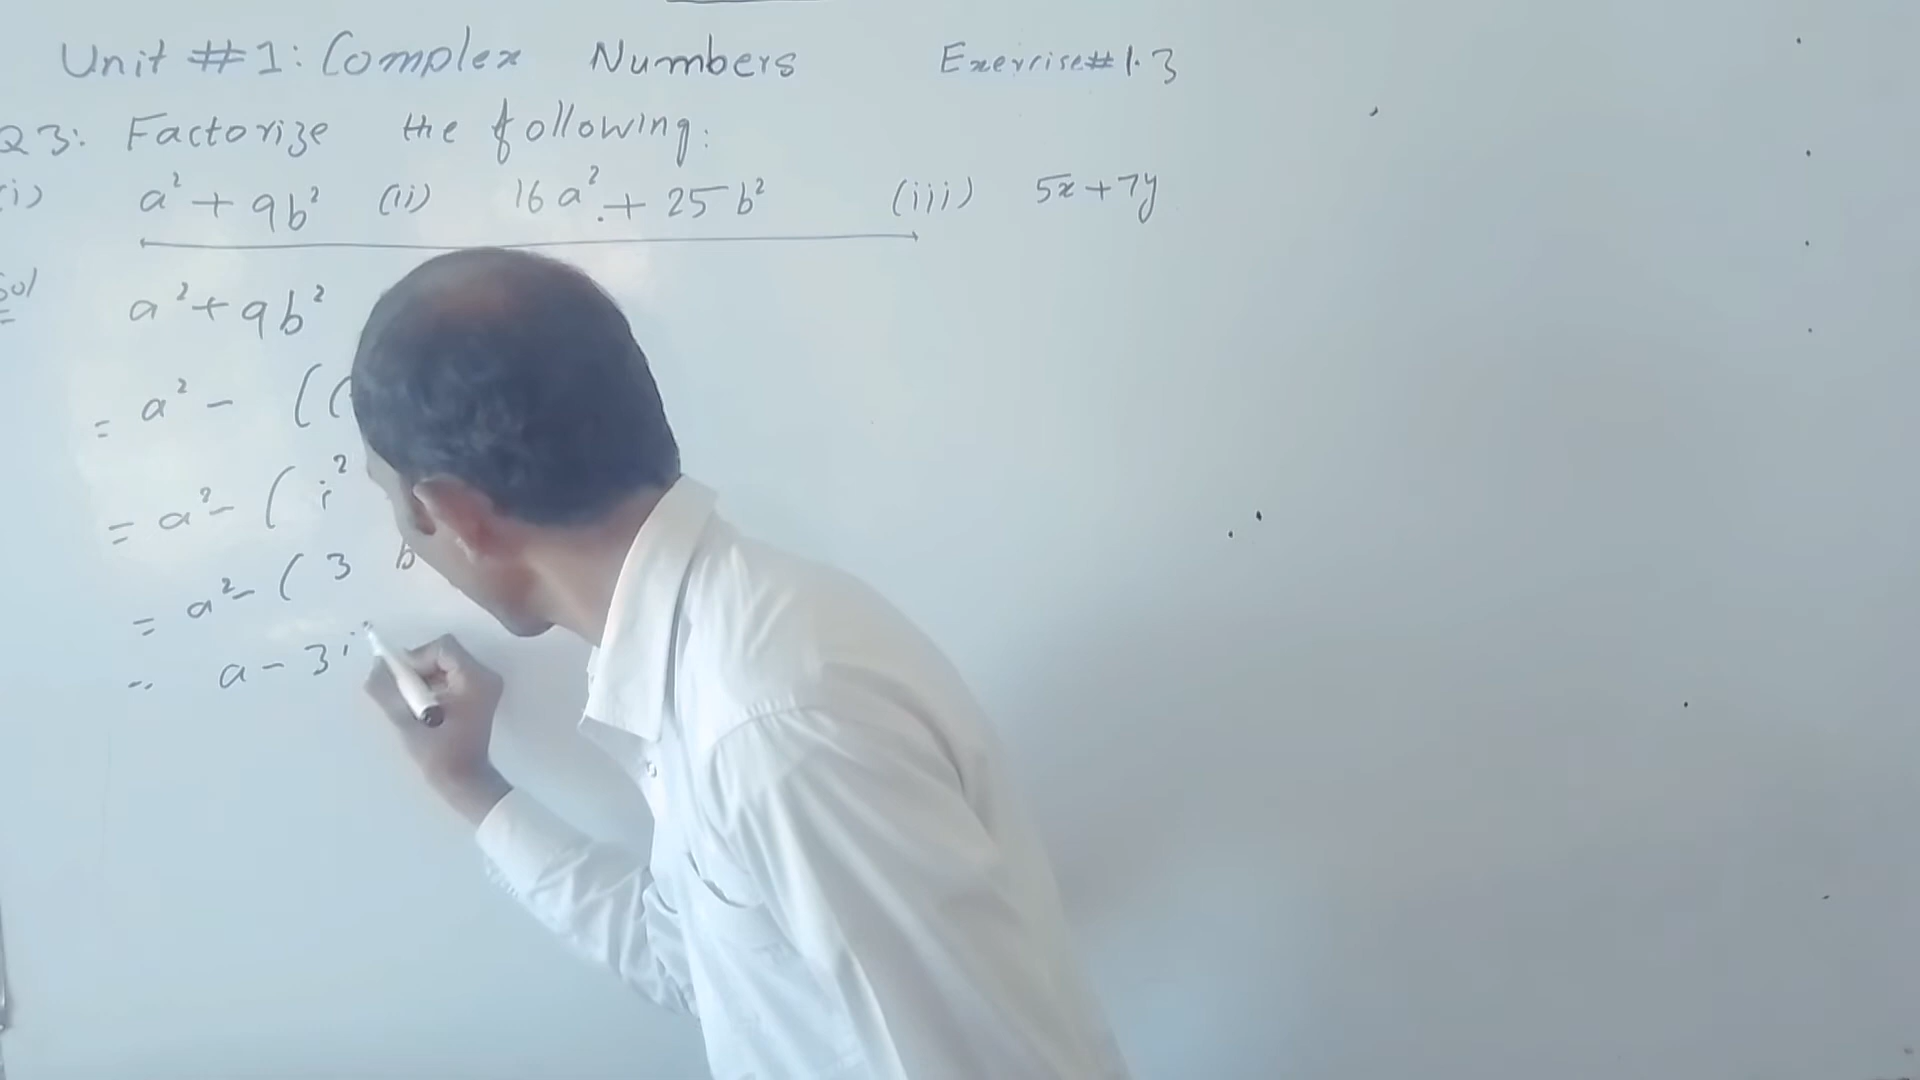 Unit #1: Complex Numbers Exercise#1.3
Q3: Factorize the following:
(i) a² + 9b² (ii) 16a² + 25b² (iii) 5x+7y
Sol a² + 9b²
= a² - ((
= a² - ( i²
= a² - ( 3 b
= a - 3i